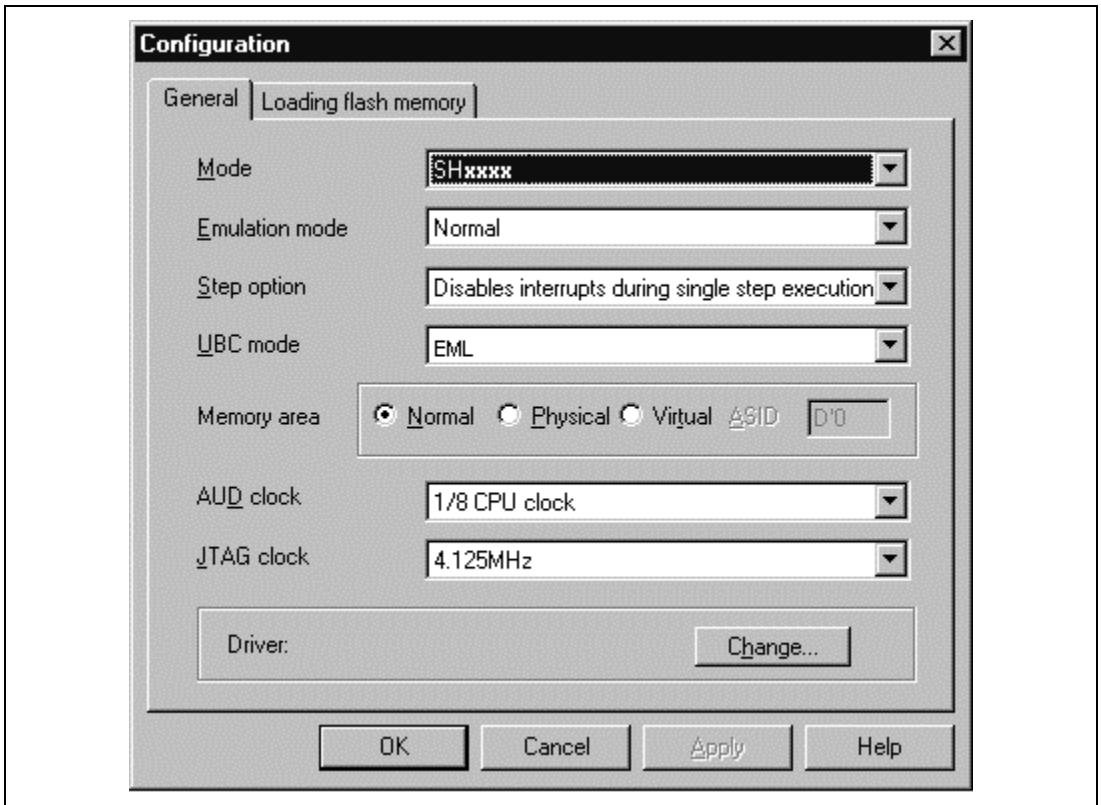 Configuration
General Loading flash memory
Mode SHxxxx
Emulation mode Normal
Step option Disables interrupts during single step execution
UBC mode EML
Memory area Normal Physical Virtual ASID D'0
AUD clock 1/8 CPU clock
JTAG clock 4.125MHz
Driver: Change...
OK Cancel Apply Help